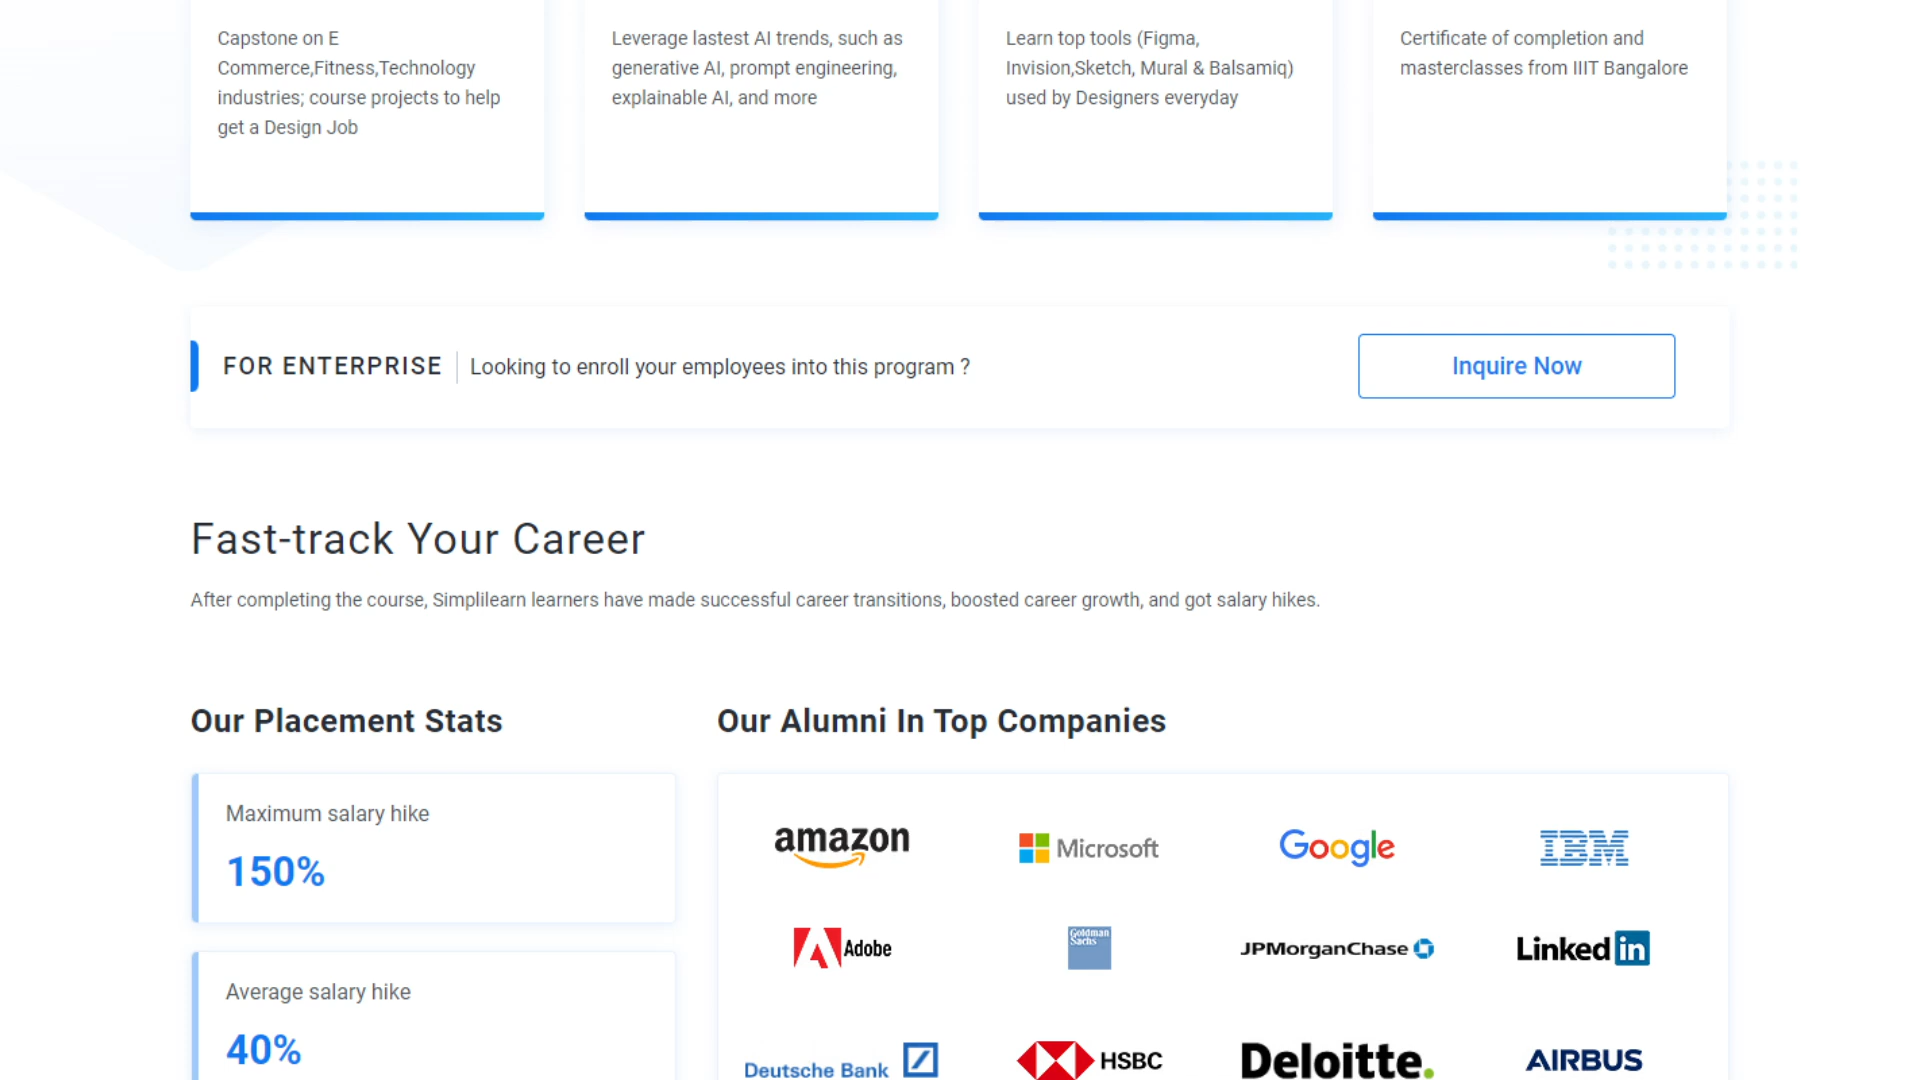 Capstone on E
Commerce,Fitness,Technology
industries; course projects to help
get a Design Job
Leverage lastest AI trends, such as
generative AI, prompt engineering,
explainable AI, and more
Learn top tools (Figma,
Invision,Sketch, Mural & Balsamiq)
used by Designers everyday
Certificate of completion and
masterclasses from IIIT Bangalore
FOR ENTERPRISE
Looking to enroll your employees into this program ?
Inquire Now
Fast-track Your Career
After completing the course, Simplilearn learners have made successful career transitions, boosted career growth, and got salary hikes.
Our Placement Stats
Maximum salary hike
150%
Average salary hike
40%
Our Alumni In Top Companies
amazon
Microsoft
Google
IBM
Adobe
Goldman
Sachs
JPMorganChase
Linked in
Deutsche Bank
HSBC
Deloitte.
AIRBUS